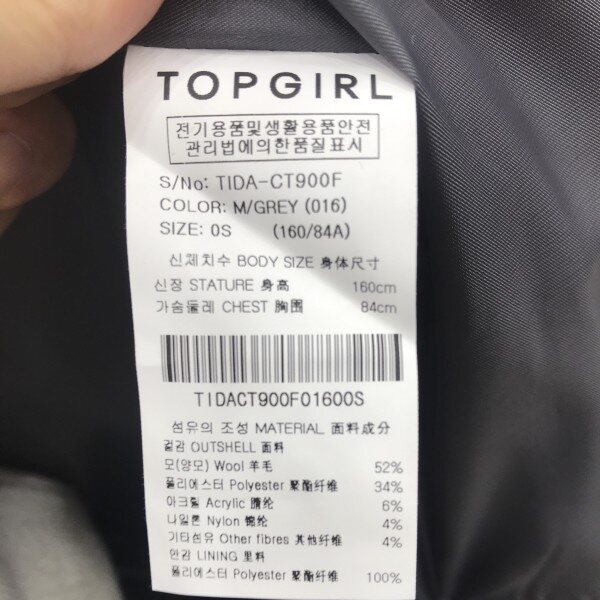 TOPGIRL
전기용품및생활용품안전
관리법에의한품질표시
S/No: TIDA-CT900F
COLOR: M/GREY (016)
SIZE: 0S (160/84A)
신체치수 BODY SIZE 身体尺寸
신장 STATURE 身高 160cm
가슴둘레 CHEST 胸围 84cm
TIDACT900F01600S
섬유의 조성 MATERIAL 面料成分
겉감 OUTSHELL 面料
모(양모) Wool 羊毛 52%
폴리에스터 Polyester 聚酯纤维 34%
아크릴 Acrylic 腈纶 6%
나일론 Nylon 锦纶 4%
기타섬유 Other fibres 其他纤维 4%
안감 LINING 里料
폴리에스터 Polyester 聚酯纤维 100%